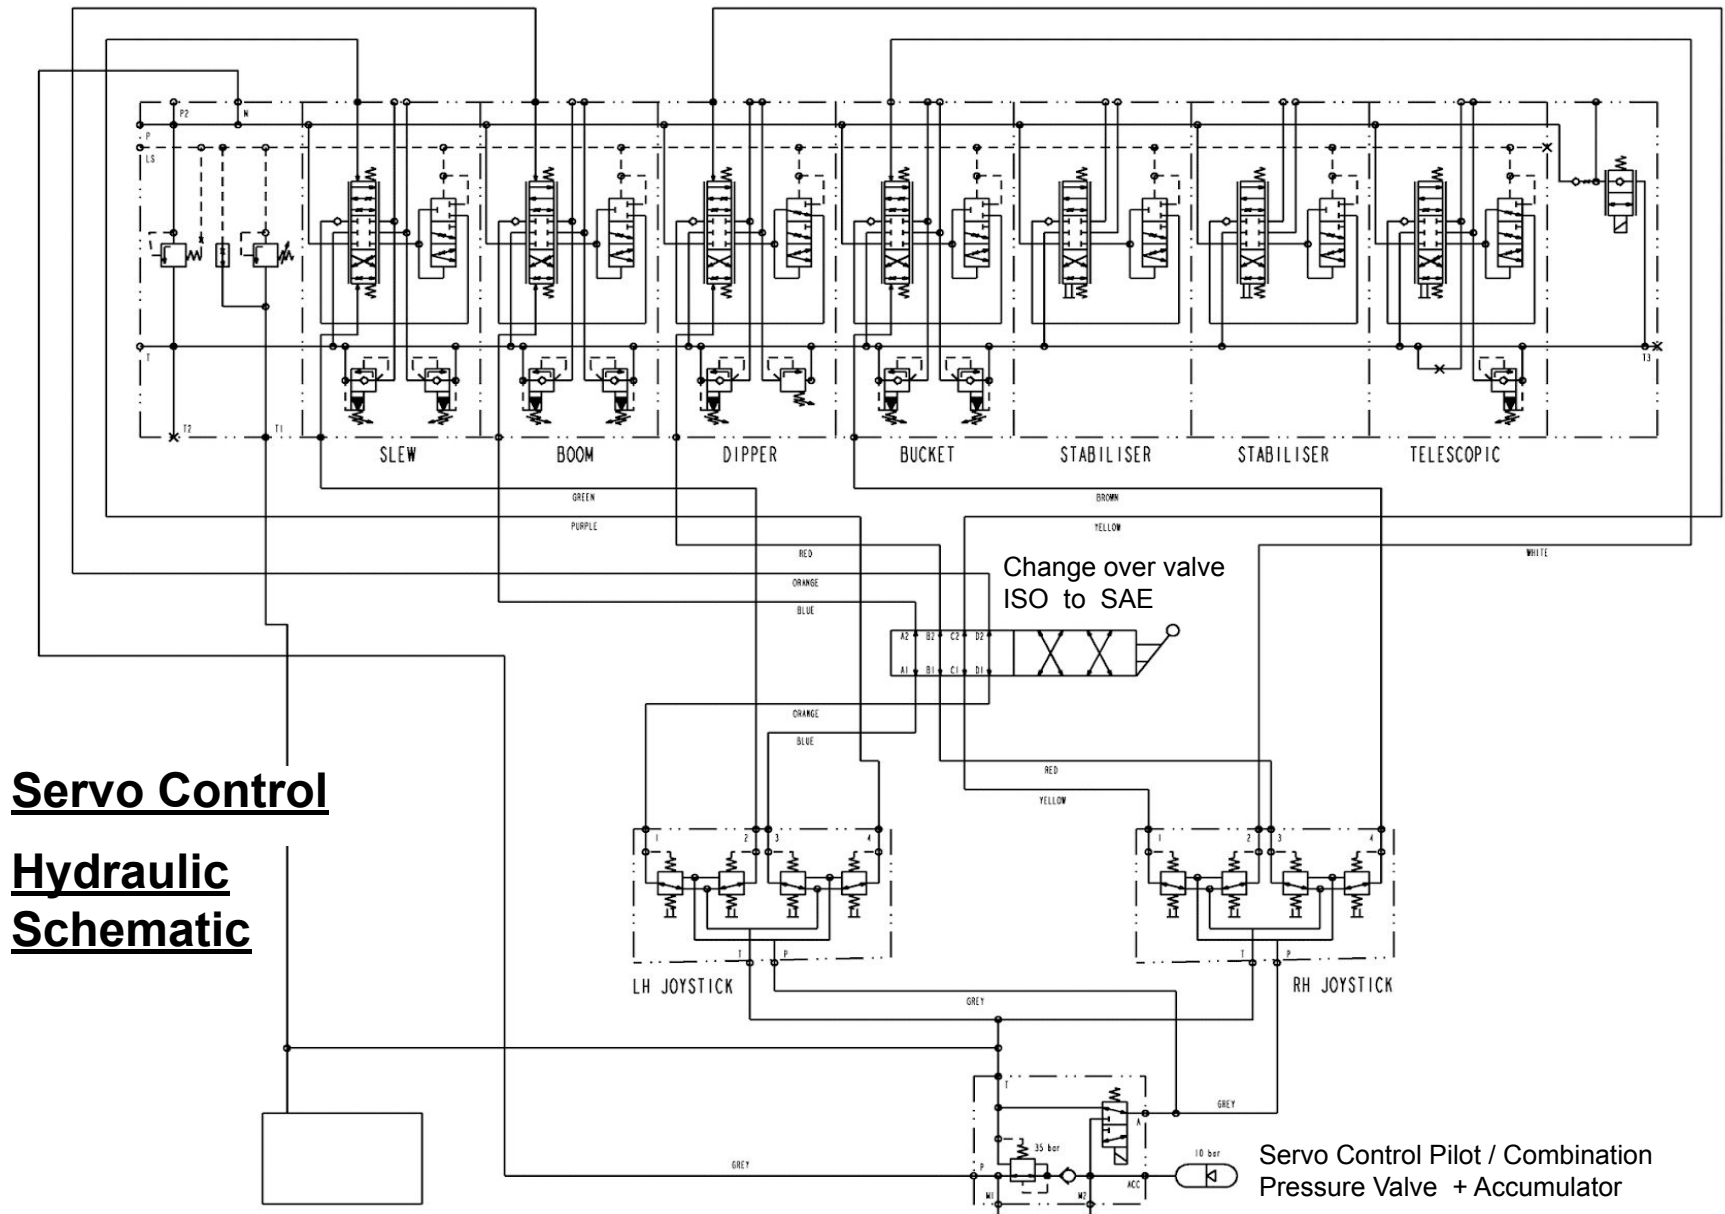 P2
N
P
LS
T
T3
T2
T1
SLEW
BOOM
DIPPER
BUCKET
STABILISER
STABILISER
TELESCOPIC
GREEN
BROWN
PURPLE
YELLOW
RED
WHITE
Change over valve
ISO to SAE
ORANGE
BLUE
A2 B2 C2 D2
A1 B1 C1 D1
ORANGE
BLUE
RED
YELLOW
Servo Control
Hydraulic
Schematic
1 2 3 4
1 2 3 4
T P
T P
LH JOYSTICK
RH JOYSTICK
GREY
T
GREY
A
35 bar
10 bar
GREY
P
ACC
M1 M2
Servo Control Pilot / Combination
Pressure Valve + Accumulator